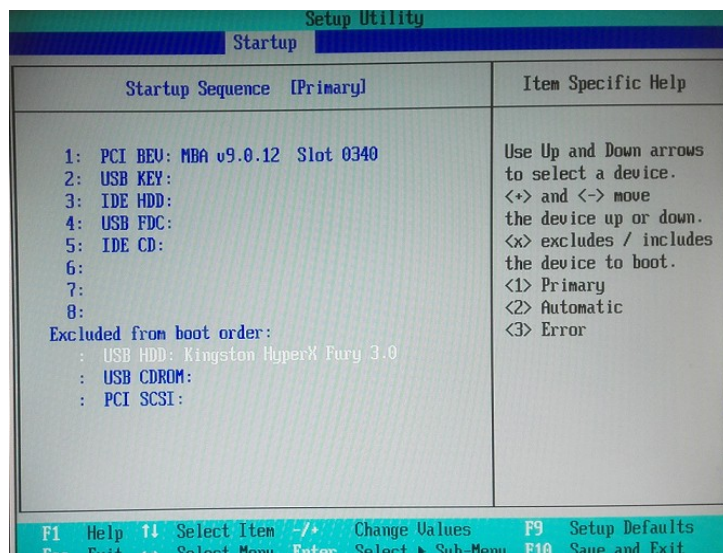 Setup Utility
Startup
Startup Sequence [Primary]
Item Specific Help
1: PCI BEV: MBA v9.0.12 Slot 0340
2: USB KEY:
3: IDE HDD:
4: USB FDC:
5: IDE CD:
6:
7:
8:
Excluded from boot order:
: USB HDD: Kingston HyperX Fury 3.0
: USB CDROM:
: PCI SCSI:
Use Up and Down arrows
to select a device.
<+> and <-> move
the device up or down.
<x> excludes / includes
the device to boot.
<1> Primary
<2> Automatic
<3> Error
F1 Help ↑↓ Select Item -/+ Change Values F9 Setup Defaults
Esc Exit ↔ Select Menu Enter Select ▶ Sub-Menu F10 Save and Exit